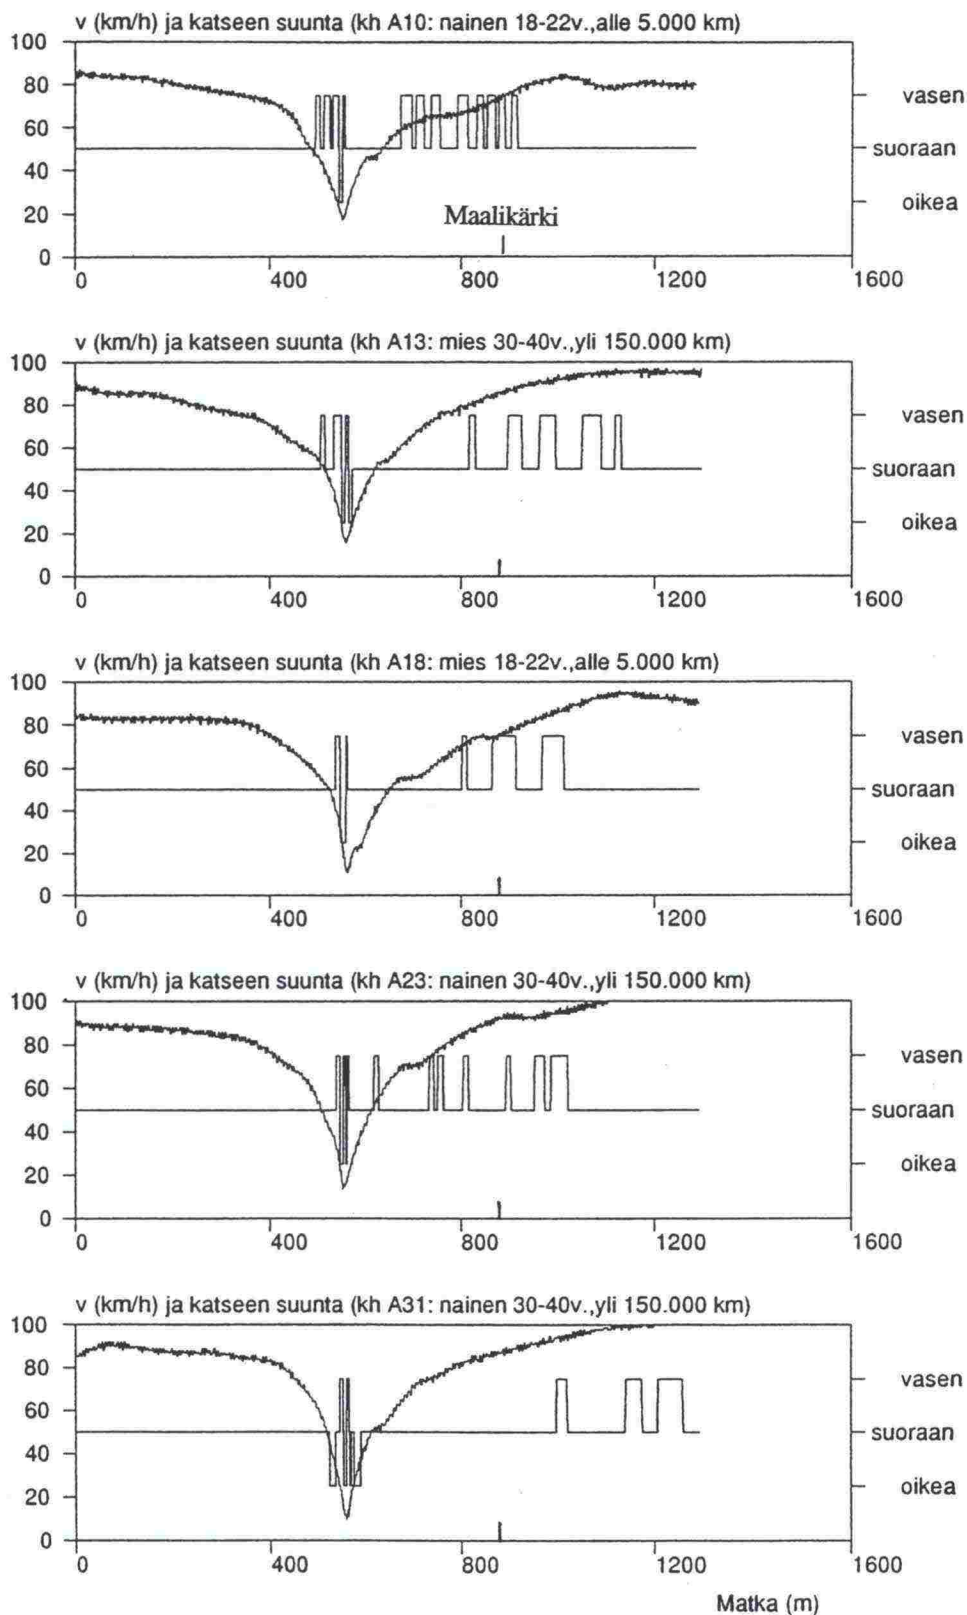 v (km/h) ja katseen suunta (kh A10: nainen 18-22v.,alle 5.000 km)
100
80 vasen
60
suoraan
40
20 oikea
Maalikärki
0
0 400 800 1200 1600
v (km/h) ja katseen suunta (kh A13: mies 30-40v.,yli 150.000 km)
100
80 vasen
60
suoraan
40
20 oikea
0
0 400 800 1200 1600
v (km/h) ja katseen suunta (kh A18: mies 18-22v.,alle 5.000 km)
100
80 vasen
60
suoraan
40
20 oikea
0
0 400 800 1200 1600
v (km/h) ja katseen suunta (kh A23: nainen 30-40v.,yli 150.000 km)
100
80 vasen
60
suoraan
40
20 oikea
0
0 400 800 1200 1600
v (km/h) ja katseen suunta (kh A31: nainen 30-40v.,yli 150.000 km)
100
80 vasen
60
suoraan
40
20 oikea
0
0 400 800 1200 1600
Matka (m)